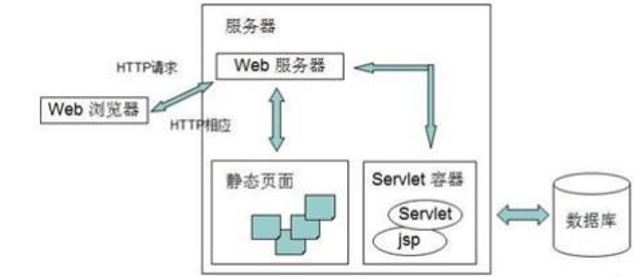 服务器
HTTP请求
Web 服务器
Web 浏览器
HTTP相应
静态页面
Servlet 容器
Servlet
jsp
数据库